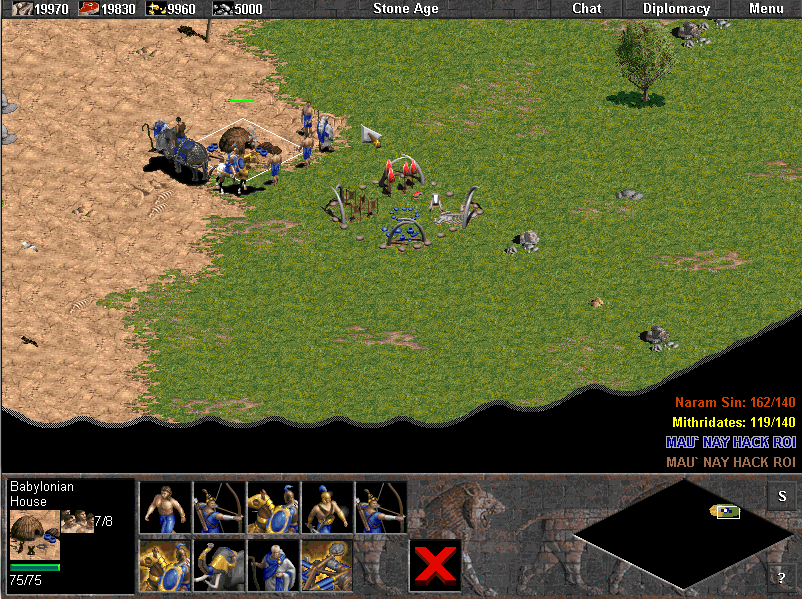 19970 19830 9960 5000 Stone Age Chat Diplomacy Menu
Naram Sin: 162/140
Mithridates: 119/140
MAU` NAY HACK ROI
MAU` NAY HACK ROI
Babylonian
House
7/8
75/75
S
?